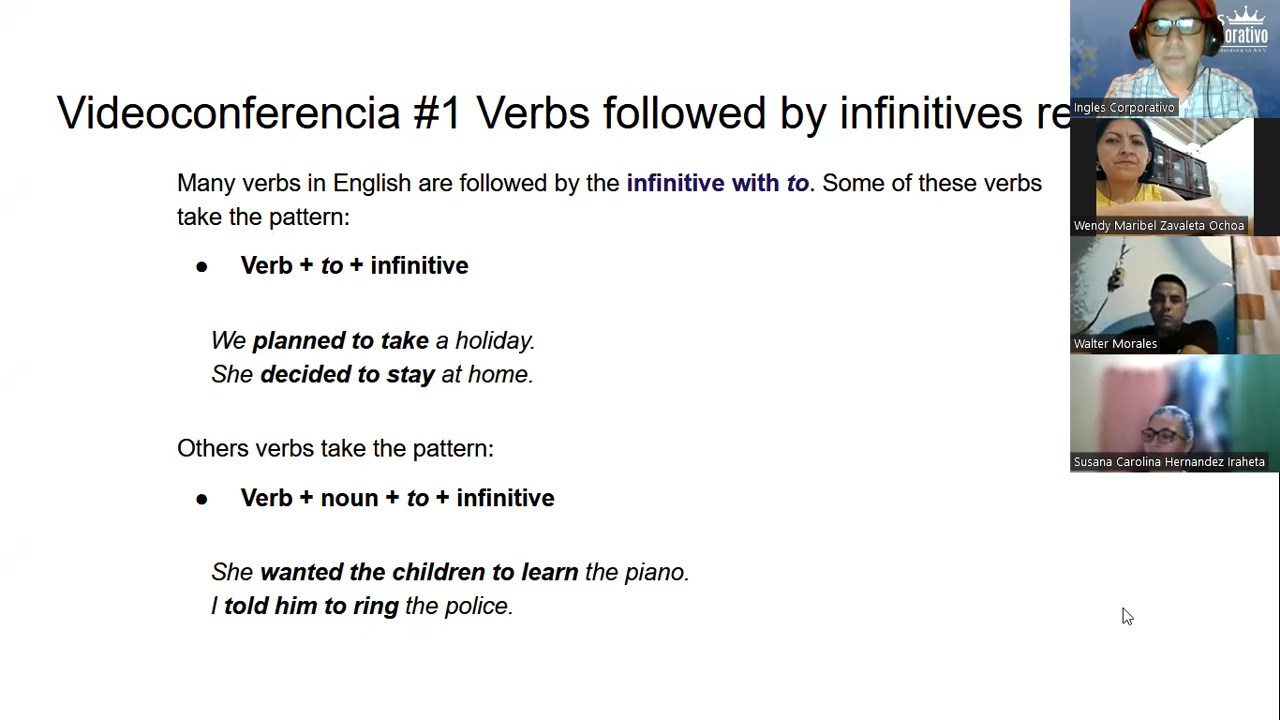 Videoconferencia #1 Verbs followed by infinitives re
Many verbs in English are followed by the infinitive with to. Some of these verbs
take the pattern:
● Verb + to + infinitive
We planned to take a holiday.
She decided to stay at home.
Others verbs take the pattern:
● Verb + noun + to + infinitive
She wanted the children to learn the piano.
I told him to ring the police.
S
orativo
Ingles Corporativo
Wendy Maribel Zavaleta Ochoa
Walter Morales
Susana Carolina Hernandez Iraheta